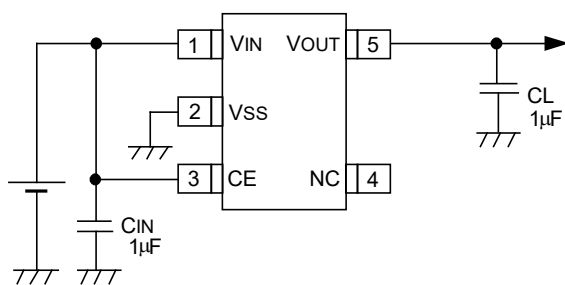 1 VIN VOUT 5
2 VSS
CL
1μF
3 CE NC 4
CIN
1μF